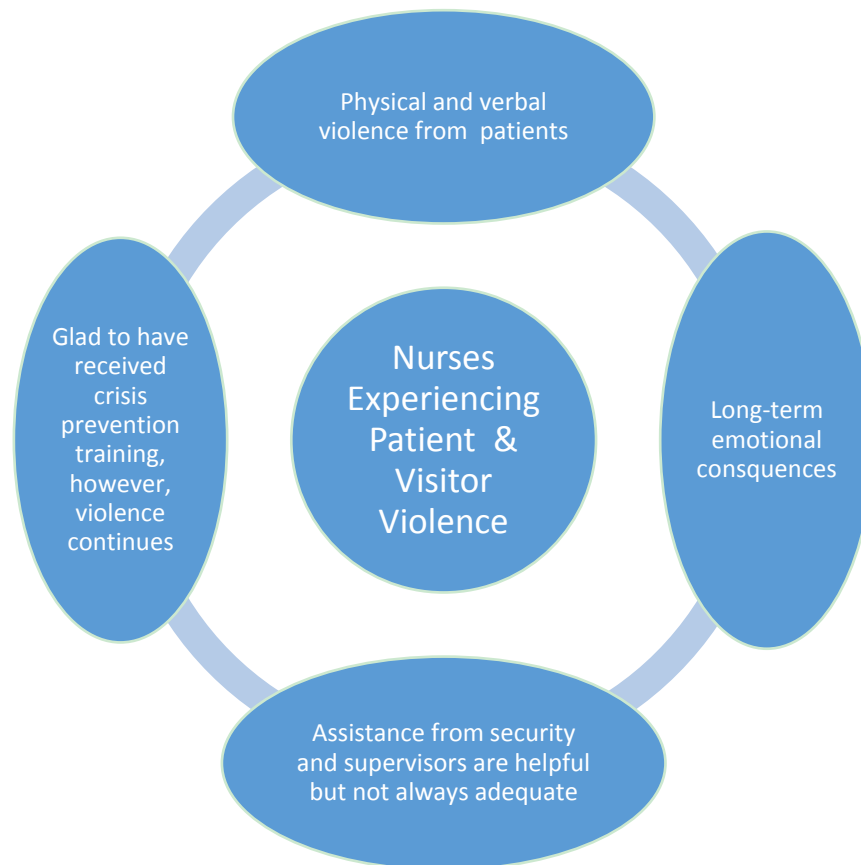 Physical and verbal
violence from  patients
Glad to have
received
crisis
prevention
training,
however,
violence
continues
Nurses
Experiencing
Patient  &
Visitor
Violence
Long-term
emotional
consquences
Assistance from security
and supervisors are helpful
but not always adequate